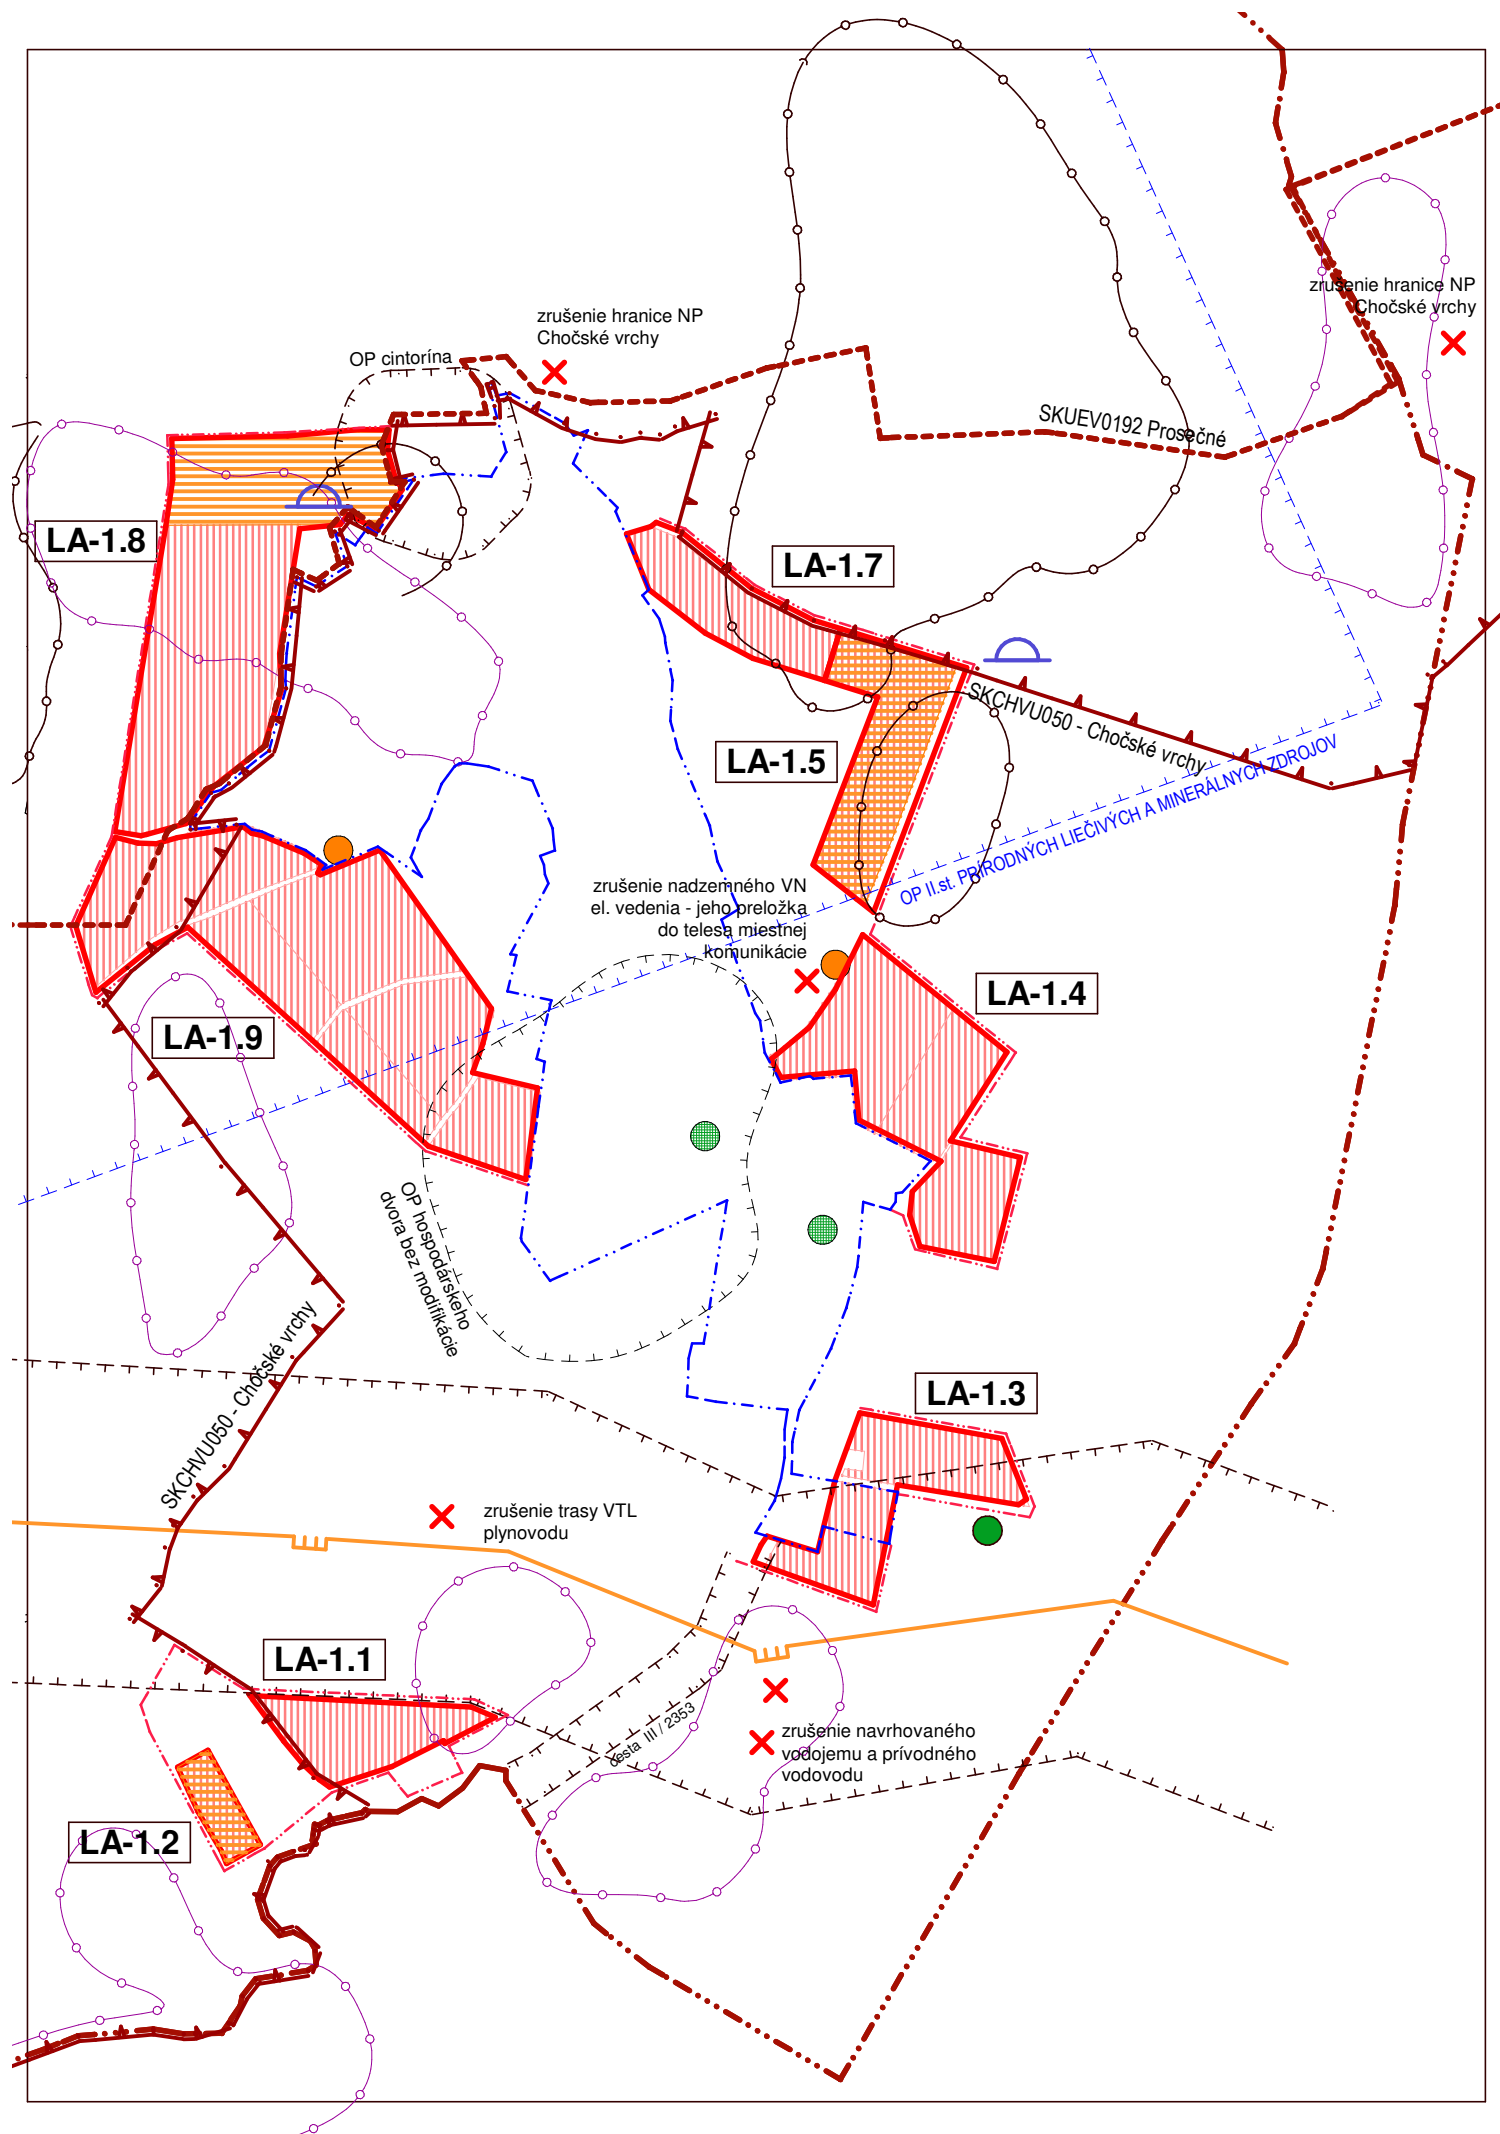 zrušenie hranice NP
Chočské vrchy
zrušenie hranice NP
Chočské vrchy
OP cintorína
SKUEV0192 Prosečné
LA-1.8
LA-1.7
SKCHVU050 - Chočské vrchy
LA-1.5
OP II.st. PRÍRODNÝCH LIEČIVÝCH A MINERÁLNYCH ZDROJOV
zrušenie nadzemného VN
el. vedenia - jeho preložka
do telesa miestnej
komunikácie
LA-1.4
LA-1.9
OP hospodárskeho
dvora bez modifikácie
SKCHVU050 - Chočské vrchy
LA-1.3
zrušenie trasy VTL
plynovodu
LA-1.1
cesta III / 2353
zrušenie navrhovaného
vodojemu a prívodného
vodovodu
LA-1.2